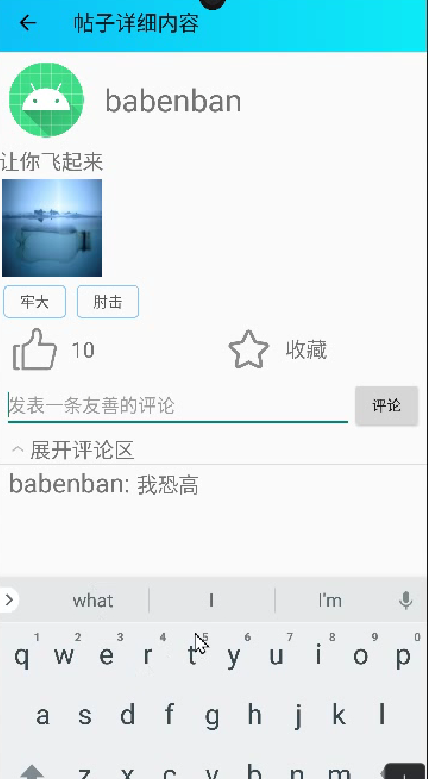 帖子详细内容
babenban
让你飞起来
牢大 肘击
10 收藏
发表一条友善的评论 评论
展开评论区
babenban: 我恐高
what I I'm
1 2 3 4 5 6 7 8 9 0
q w e r t y u i o p
a s d f g h j k l
z x c v b n m